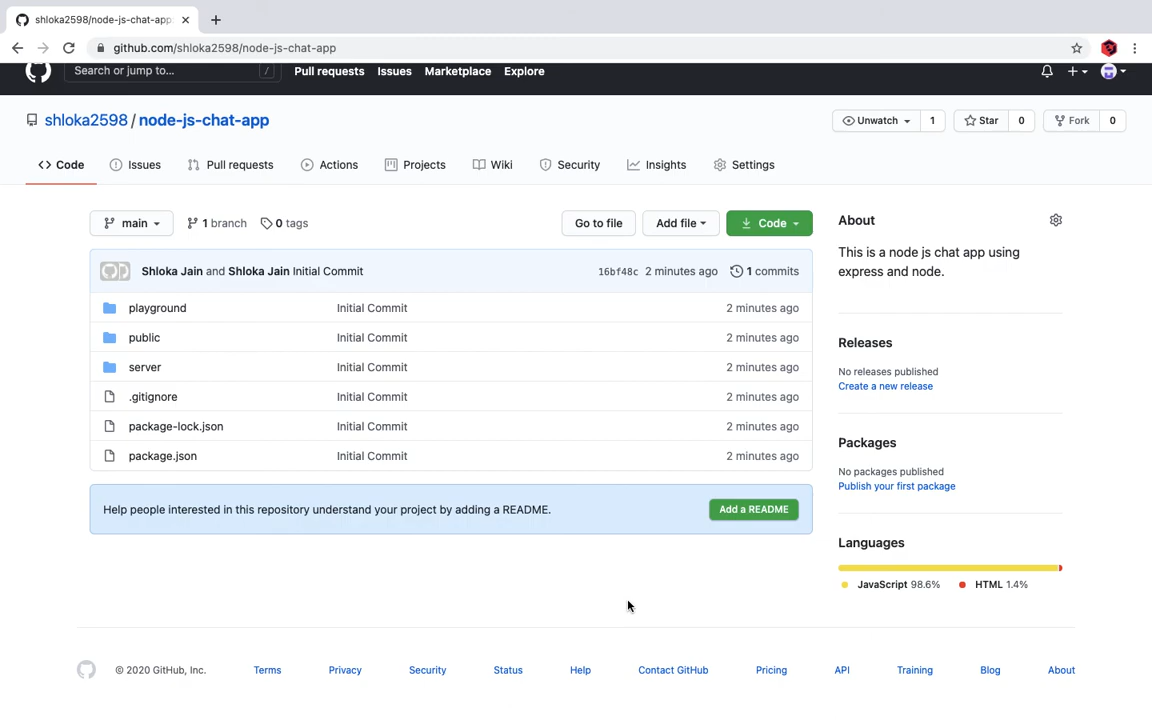 shloka2598/node-js-chat-app
github.com/shloka2598/node-js-chat-app
Search or jump to... / Pull requests Issues Marketplace Explore
shloka2598 / node-js-chat-app Unwatch 1 Star 0 Fork 0
Code Issues Pull requests Actions Projects Wiki Security Insights Settings
main 1 branch 0 tags Go to file Add file Code
Shloka Jain and Shloka Jain Initial Commit 16bf48c 2 minutes ago 1 commits
playground Initial Commit 2 minutes ago
public Initial Commit 2 minutes ago
server Initial Commit 2 minutes ago
.gitignore Initial Commit 2 minutes ago
package-lock.json Initial Commit 2 minutes ago
package.json Initial Commit 2 minutes ago
Help people interested in this repository understand your project by adding a README. Add a README
About
This is a node js chat app using
express and node.
Releases
No releases published
Create a new release
Packages
No packages published
Publish your first package
Languages
JavaScript 98.6% HTML 1.4%
© 2020 GitHub, Inc. Terms Privacy Security Status Help Contact GitHub Pricing API Training Blog About